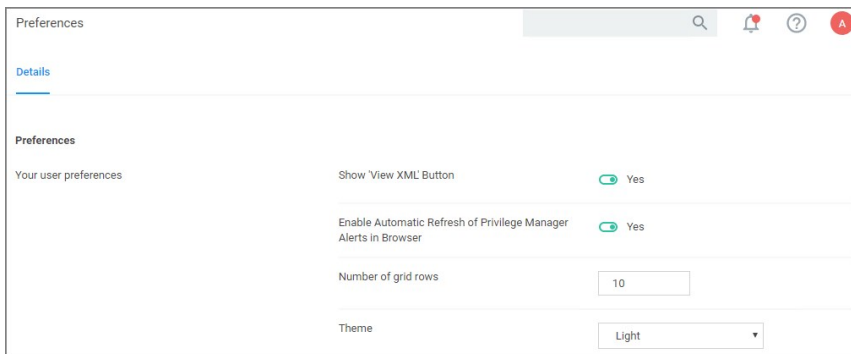 Preferences
A
Details
Preferences
Your user preferences
Show 'View XML' Button
Yes
Enable Automatic Refresh of Privilege Manager
Alerts in Browser
Yes
Number of grid rows
10
Theme
Light